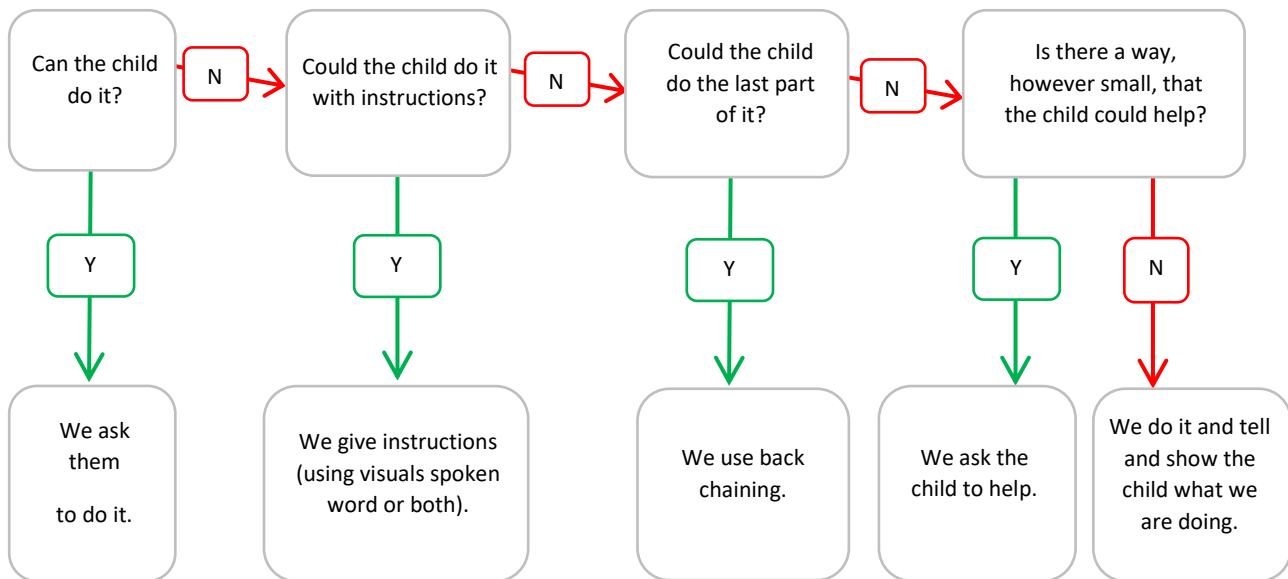 Can the child
do it?
N
Could the child do it
with instructions?
N
Could the child
do the last part
of it?
N
Is there a way,
however small, that
the child could help?
Y
Y
Y
Y
N
We ask
them
to do it.
We give instructions
(using visuals spoken
word or both).
We use back
chaining.
We ask the
child to help.
We do it and tell
and show the
child what we
are doing.